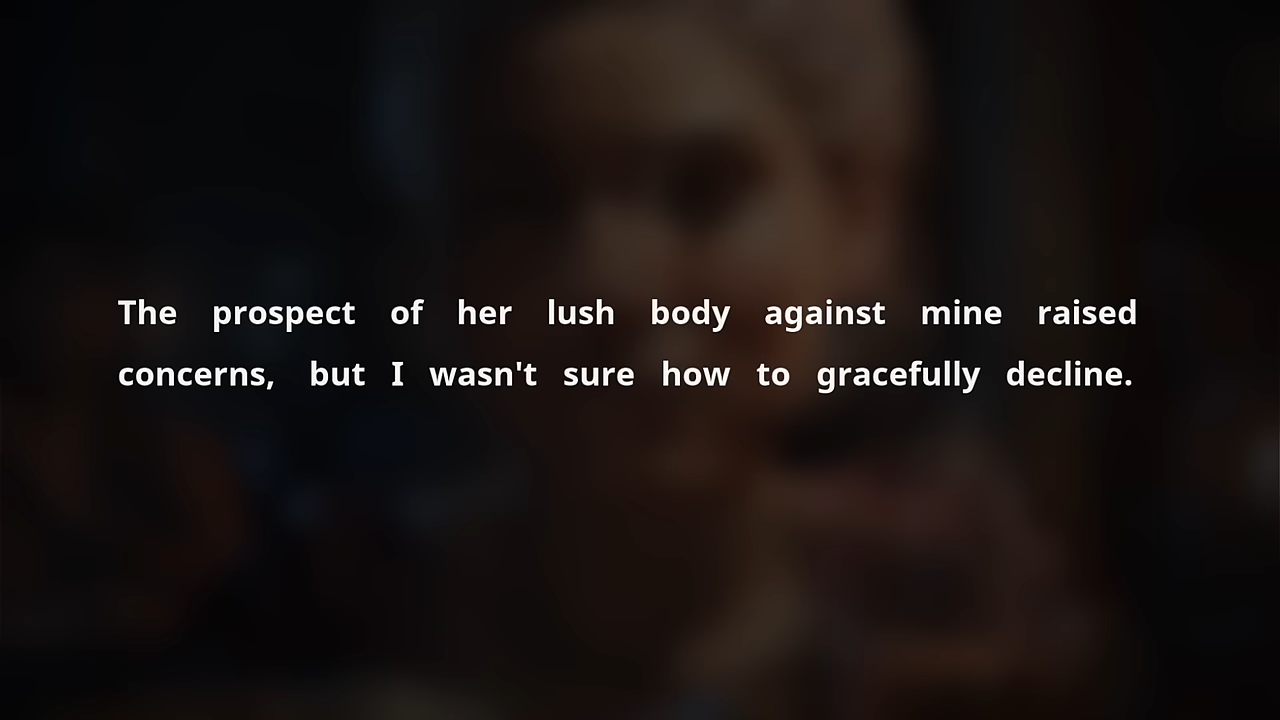 The prospect of her lush body against mine raised
concerns, but I wasn't sure how to gracefully decline.